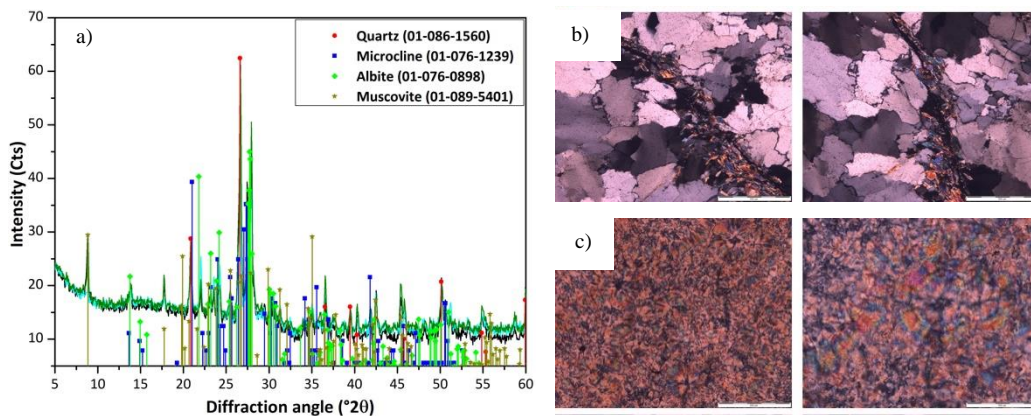 a)
Quartz (01-086-1560)
Microcline (01-076-1239)
Albite (01-076-0898)
Muscovite (01-089-5401)
Intensity (Cts)
70
60
50
40
30
20
10
5 10 15 20 25 30 35 40 45 50 55 60
Diffraction angle (°2θ)
b)
c)